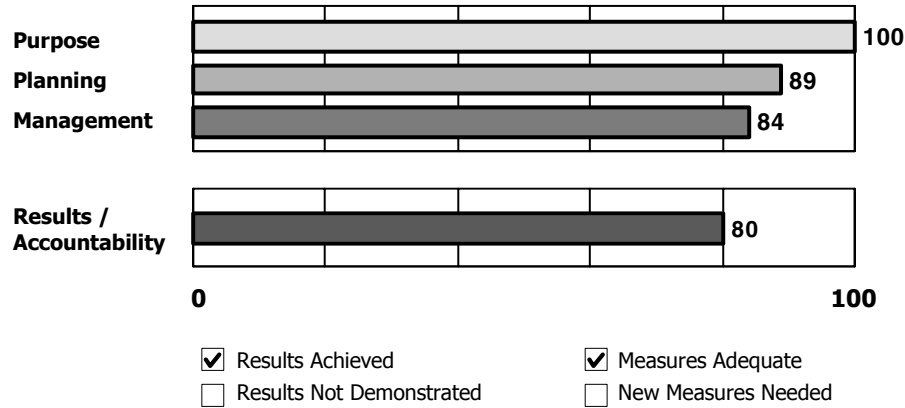 Purpose 100
Planning 89
Management 84
Results /
Accountability 80
0 100
Results Achieved Measures Adequate
Results Not Demonstrated New Measures Needed